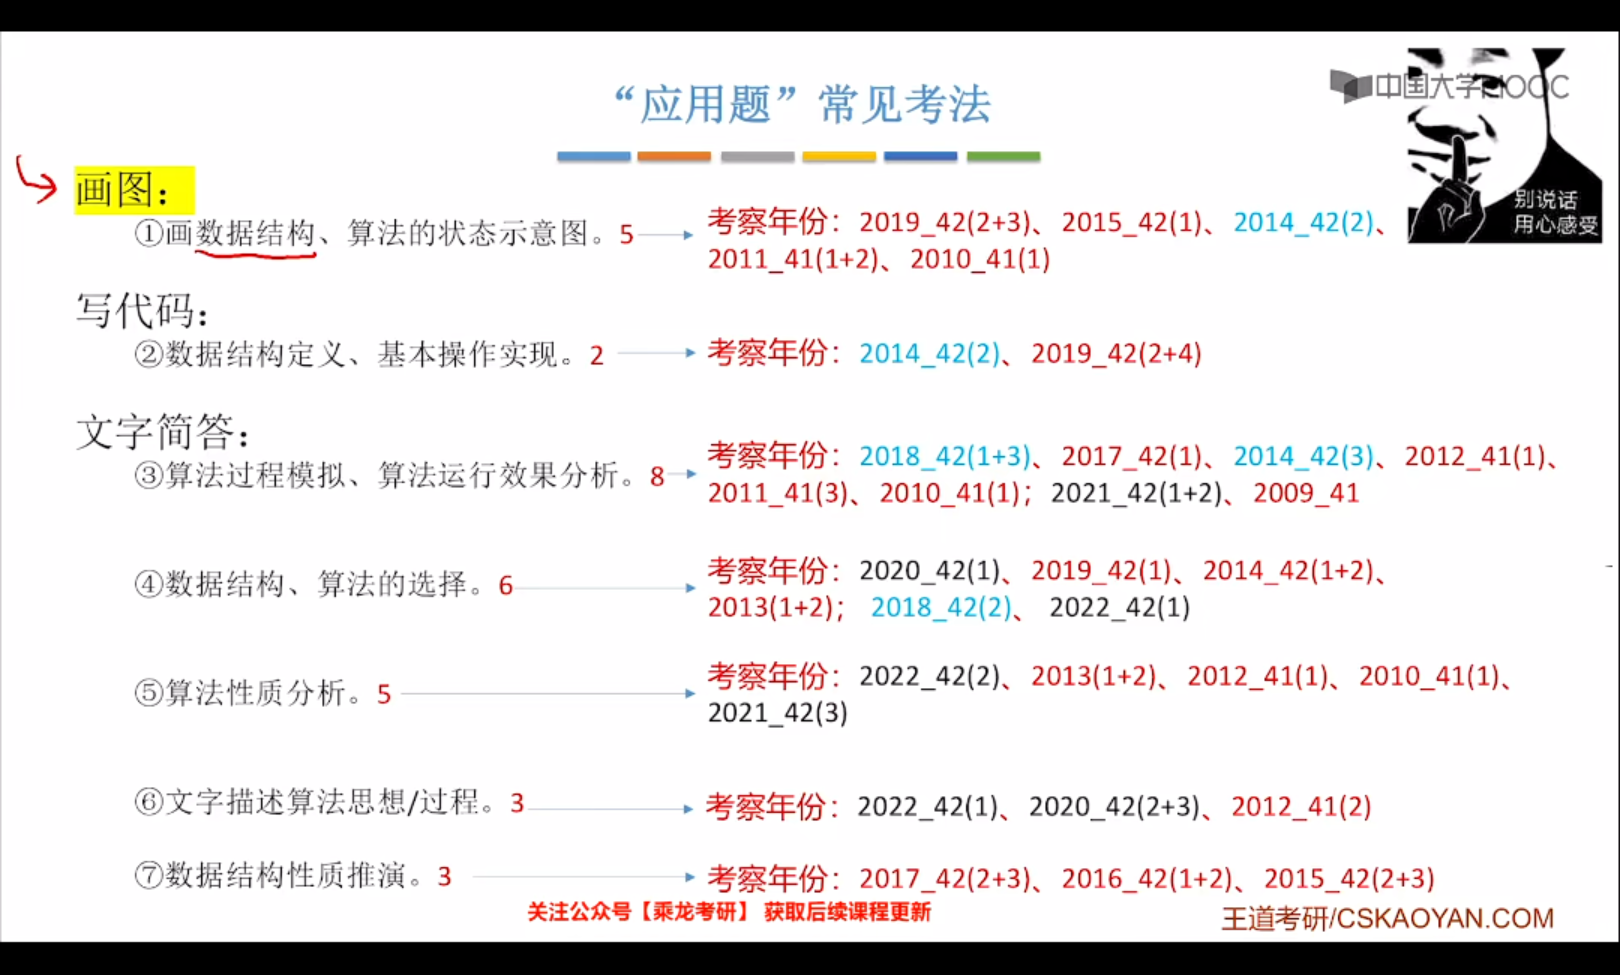 “应用题”常见考法
中国大学MOOC
别说话
用心感受
画图：
①画数据结构、算法的状态示意图。5
考察年份：2019_42(2+3)、2015_42(1)、2014_42(2)、
2011_41(1+2)、2010_41(1)
写代码：
②数据结构定义、基本操作实现。2
考察年份：2014_42(2)、2019_42(2+4)
文字简答：
③算法过程模拟、算法运行效果分析。8
考察年份：2018_42(1+3)、2017_42(1)、2014_42(3)、2012_41(1)、
2011_41(3)、2010_41(1)；2021_42(1+2)、2009_41
④数据结构、算法的选择。6
考察年份：2020_42(1)、2019_42(1)、2014_42(1+2)、
2013(1+2)； 2018_42(2)、 2022_42(1)
⑤算法性质分析。5
考察年份：2022_42(2)、2013(1+2)、2012_41(1)、2010_41(1)、
2021_42(3)
⑥文字描述算法思想/过程。3
考察年份：2022_42(1)、2020_42(2+3)、2012_41(2)
⑦数据结构性质推演。3
考察年份：2017_42(2+3)、2016_42(1+2)、2015_42(2+3)
关注公众号【乘龙考研】 获取后续课程更新
王道考研/CSKAOYAN.COM